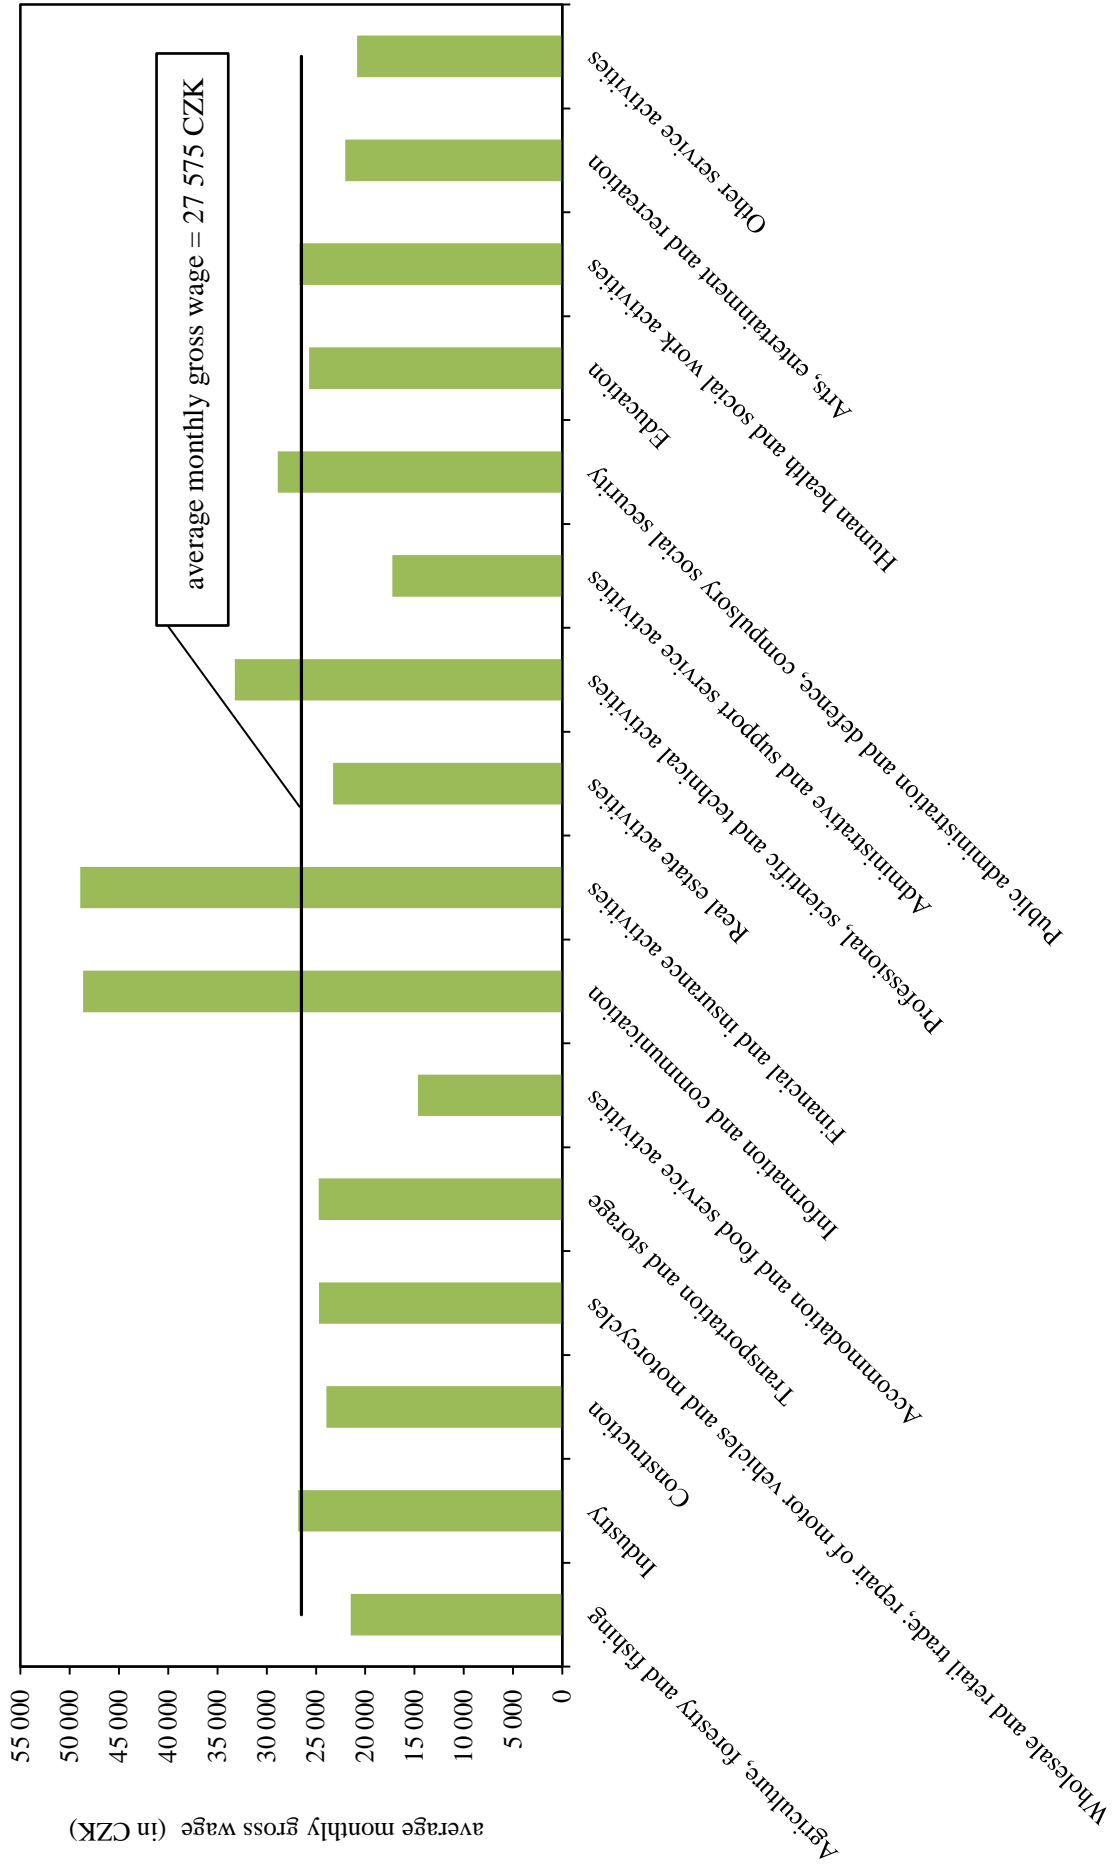 average monthly gross wage  (in CZK)
55 000
50 000
45 000
40 000
35 000
30 000
25 000
20 000
15 000
10 000
5 000
0
average monthly gross wage = 27 575 CZK
Agriculture, forestry and fishing
Industry
Construction
Wholesale and retail trade; repair of motor vehicles and motorcycles
Transportation and storage
Accommodation and food service activities
Information and communication
Financial and insurance activities
Real estate activities
Professional, scientific and technical activities
Administrative and support service activities
Public administration and defence, compulsory social security
Education
Human health and social work activities
Arts, entertainment and recreation
Other service activities